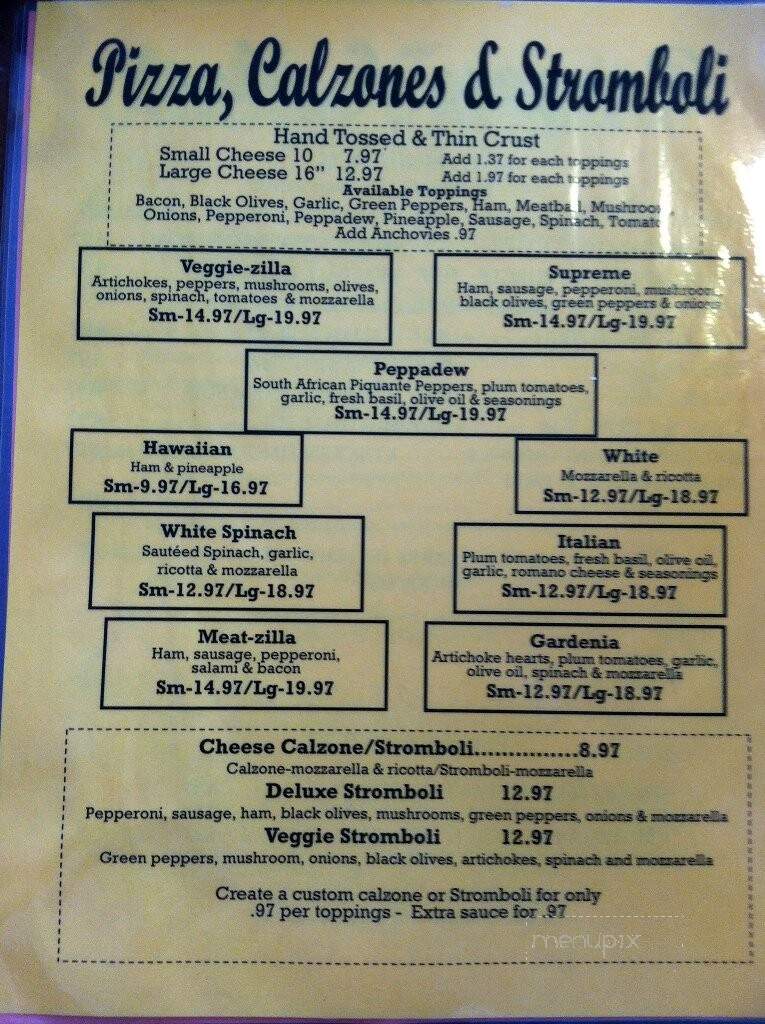 Pizza, Calzones & Stromboli
Hand Tossed & Thin Crust
Small Cheese 10 7.97 Add 1.37 for each toppings
Large Cheese 16" 12.97 Add 1.97 for each toppings
Available Toppings
Bacon, Black Olives, Garlic, Green Peppers, Ham, Meatball, Mushroom,
Onions, Pepperoni, Peppadew, Pineapple, Sausage, Spinach, Tomato
Add Anchovies .97
Veggie-zilla
Artichokes, peppers, mushrooms, olives,
onions, spinach, tomatoes & mozzarella
Sm-14.97/Lg-19.97
Supreme
Ham, sausage, pepperoni, mushroom,
black olives, green peppers & onions
Sm-14.97/Lg-19.97
Peppadew
South African Piquante Peppers, plum tomatoes,
garlic, fresh basil, olive oil & seasonings
Sm-14.97/Lg-19.97
Hawaiian
Ham & pineapple
Sm-9.97/Lg-16.97
White
Mozzarella & ricotta
Sm-12.97/Lg-18.97
White Spinach
Sautéed Spinach, garlic,
ricotta & mozzarella
Sm-12.97/Lg-18.97
Italian
Plum tomatoes, fresh basil, olive oil,
garlic, romano cheese & seasonings
Sm-12.97/Lg-18.97
Meat-zilla
Ham, sausage, pepperoni,
salami & bacon
Sm-14.97/Lg-19.97
Gardenia
Artichoke hearts, plum tomatoes, garlic,
olive oil, spinach & mozzarella
Sm-12.97/Lg-18.97
Cheese Calzone/Stromboli...............8.97
Calzone-mozzarella & ricotta/Stromboli-mozzarella
Deluxe Stromboli 12.97
Pepperoni, sausage, ham, black olives, mushrooms, green peppers, onions & mozzarella
Veggie Stromboli 12.97
Green peppers, mushroom, onions, black olives, artichokes, spinach and mozzarella
Create a custom calzone or Stromboli for only
.97 per toppings - Extra sauce for .97
menupix